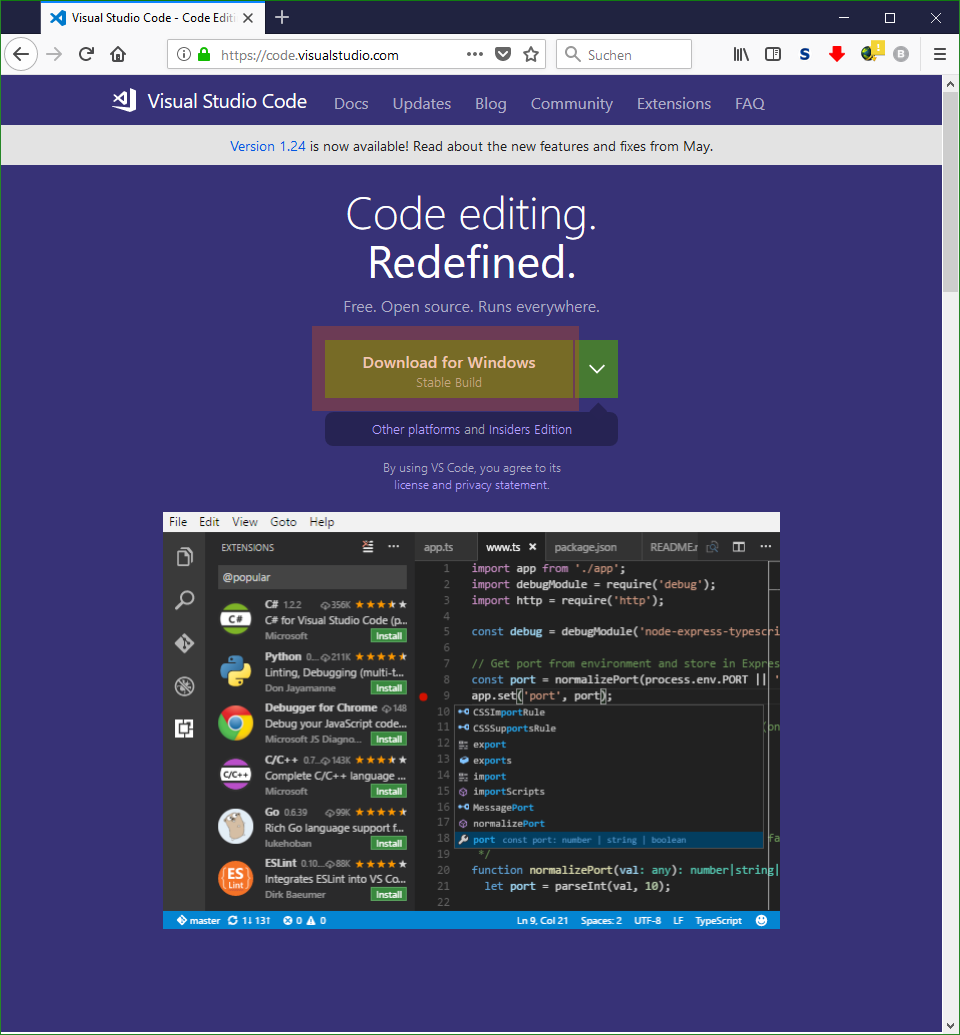 Visual Studio Code - Code Editi
https://code.visualstudio.com
Suchen
S
B
Visual Studio Code
Docs
Updates
Blog
Community
Extensions
FAQ
Version 1.24 is now available! Read about the new features and fixes from May.
Code editing.
Redefined.
Free. Open source. Runs everywhere.
Download for Windows
Stable Build
Other platforms and Insiders Edition
By using VS Code, you agree to its
license and privacy statement.
File Edit View Goto Help
EXTENSIONS
@popular
C# 1.2.2 356K
C# for Visual Studio Code (p...
Microsoft Install
Python 0... 211K
Linting, Debugging (multi-t...
Don Jayamanne Install
Debugger for Chrome 148
Debug your JavaScript code...
Microsoft JS Diagno... Install
C/C++ 0.7... 143K
Complete C/C++ language ...
Microsoft Install
Go 0.6.39 99K
Rich Go language support f...
lukehoban Install
ESLint 0.10... 88K
Integrates ESLint into VS Co...
Dirk Baeumer Install
C#
C/C++
ES
Lint
app.ts www.ts package.json README.r
1 import app from './app';
2 import debugModule = require('debug');
3 import http = require('http');
4
5 const debug = debugModule('node-express-typescri
6
7 // Get port from environment and store in Expres
8 const port = normalizePort(process.env.PORT || '
9 app.set('port', port);
10 CSSImportRule
11 CSSSupportsRule (on
12 export
13 exports
14 import
15 importScripts
16 MessagePort
17 normalizePort
18 port const port: number | string | boolean fa
19 */
20 function normalizePort(val: any): number|string|
21 let port = parseInt(val, 10);
22
master 1↓ 13↑ 0 0 Ln 9, Col 21 Spaces: 2 UTF-8 LF TypeScript